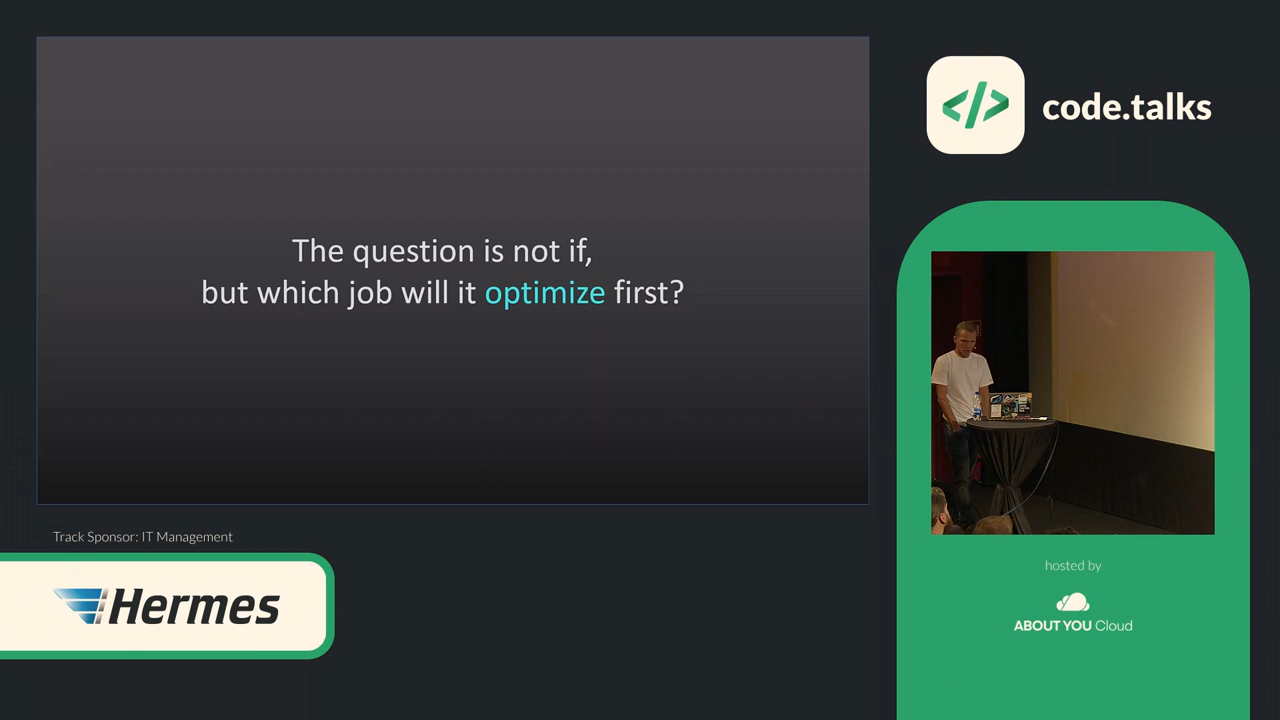 The question is not if,
but which job will it optimize first?
</> code.talks
Track Sponsor: IT Management
Hermes
hosted by
ABOUT YOU Cloud